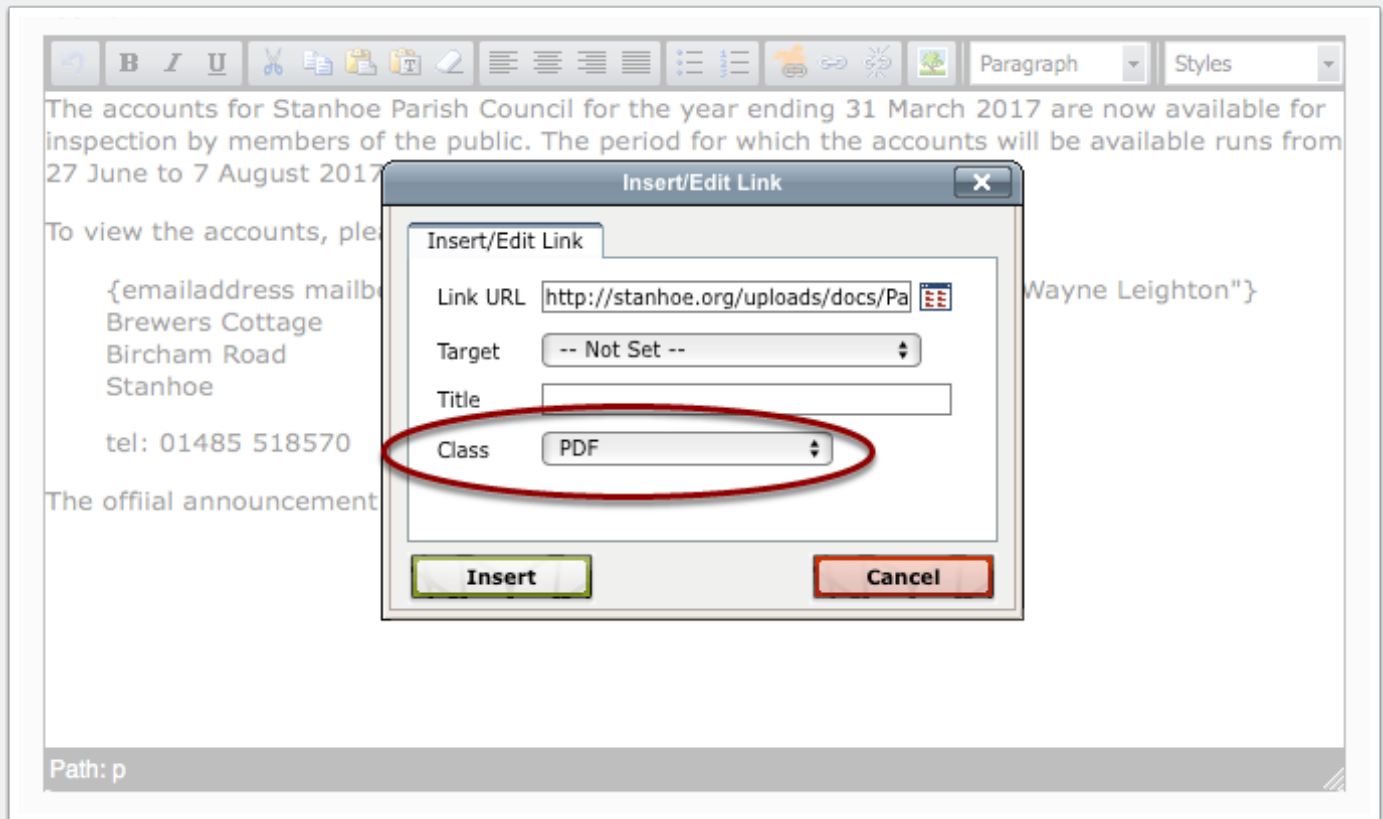 B I U Paragraph Styles
The accounts for Stanhoe Parish Council for the year ending 31 March 2017 are now available for
inspection by members of the public. The period for which the accounts will be available runs from
27 June to 7 August 2017
Insert/Edit Link
To view the accounts, plea
Insert/Edit Link
{emailaddress mailbo Wayne Leighton"}
Link URL http://stanhoe.org/uploads/docs/Pa
Brewers Cottage
Bircham Road
Target -- Not Set --
Stanhoe
Title
tel: 01485 518570
Class PDF
The offiial announcement
Insert Cancel
Path: p